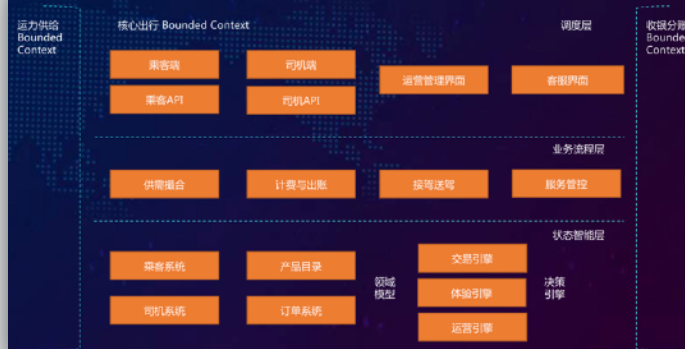 运力供给
Bounded
Context
核心出行 Bounded Context
调度层
收银分账
Bounded
Context
乘客端
司机端
运营管理界面
客服界面
乘客API
司机API
业务流程层
供需撮合
计费与出账
接驾送驾
服务管控
状态智能层
乘客系统
产品目录
领域
模型
交易引擎
体验引擎
运营引擎
决策
引擎
司机系统
订单系统